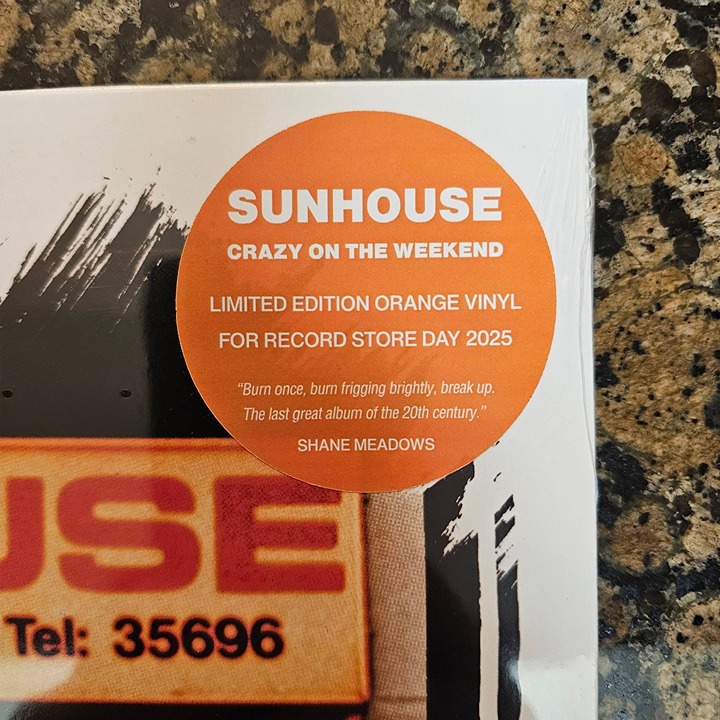 SUNHOUSE
CRAZY ON THE WEEKEND
LIMITED EDITION ORANGE VINYL
FOR RECORD STORE DAY 2025
“Burn once, burn frigging brightly, break up.
The last great album of the 20th century.”
SHANE MEADOWS
USE
Tel: 35696